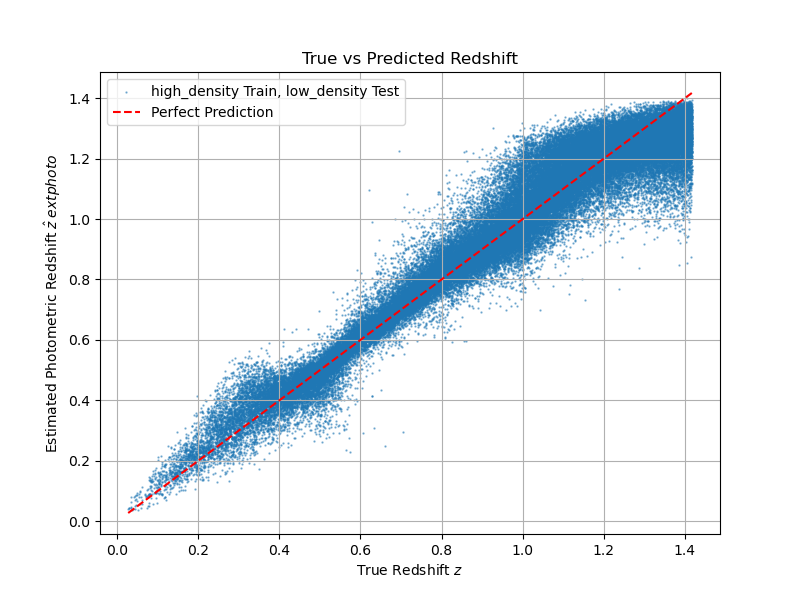 True vs Predicted Redshift
high_density Train, low_density Test
Perfect Prediction
Estimated Photometric Redshift ẑ extphoto
1.4
1.2
1.0
0.8
0.6
0.4
0.2
0.0
0.0 0.2 0.4 0.6 0.8 1.0 1.2 1.4
True Redshift z